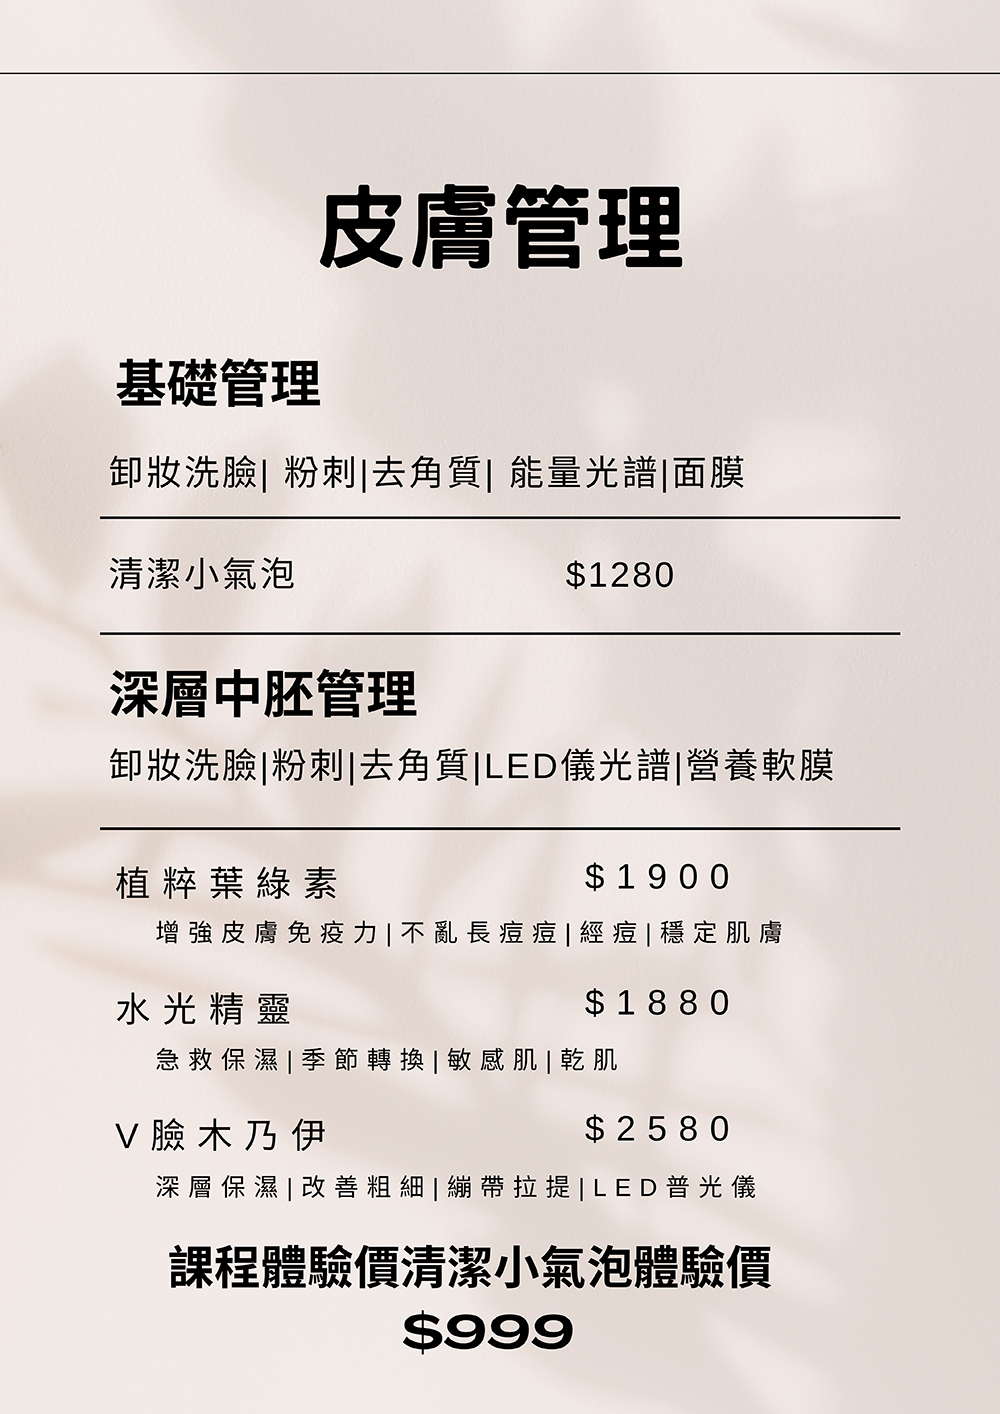 皮膚管理
基礎管理
卸妝洗臉| 粉刺|去角質| 能量光譜|面膜
清潔小氣泡 $1280
深層中胚管理
卸妝洗臉|粉刺|去角質|LED儀光譜|營養軟膜
植粹葉綠素 $1900
增強皮膚免疫力|不亂長痘痘|經痘|穩定肌膚
水光精靈 $1880
急救保濕|季節轉換|敏感肌|乾肌
V臉木乃伊 $2580
深層保濕|改善粗細|繃帶拉提|LED普光儀
課程體驗價清潔小氣泡體驗價
$999